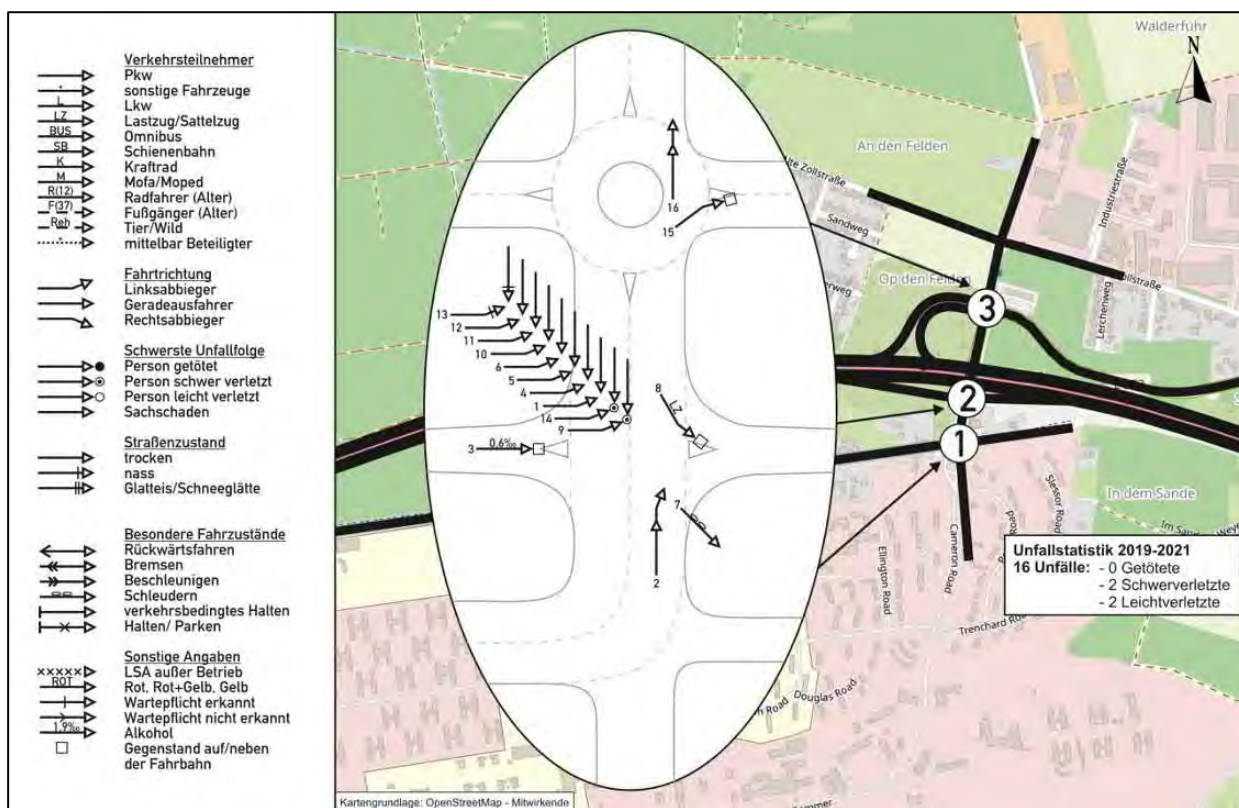 Verkehrsteilnehmer
Pkw
sonstige Fahrzeuge
L Lkw
LZ Lastzug/Sattelzug
BUS Omnibus
SB Schienenbahn
K Kraftrad
M Mofa/Moped
R(12) Radfahrer (Alter)
F(37) Fußgänger (Alter)
Reh Tier/Wild
mittelbar Beteiligter
Fahrtrichtung
Linksabbieger
Geradeausfahrer
Rechtsabbieger
Schwerste Unfallfolge
Person getötet
Person schwer verletzt
Person leicht verletzt
Sachschaden
Straßenzustand
trocken
nass
Glatteis/Schneeglätte
Besondere Fahrzustände
Rückwärtsfahren
Bremsen
Beschleunigen
Schleudern
verkehrsbedingtes Halten
Halten/ Parken
Sonstige Angaben
LSA außer Betrieb
ROT Rot, Rot+Gelb, Gelb
Wartepflicht erkannt
Wartepflicht nicht erkannt
1,9‰ Alkohol
Gegenstand auf/neben
der Fahrbahn
16
15
13
12
11
10
6
5
4
1
14
9
8
LZ
3
0.6‰
7
2
Walderfuhr
N
An den Felden
Alte Zollstraße
Sandweg
Industriestraße
Op den Felden
Lerchenweg
3
2
1
In dem Sande
Slessor Road
Im Sand
Cameron Road
Ellington Road
Trenchard Road
Douglas Road
Road
Unfallstatistik 2019-2021
16 Unfälle: - 0 Getötete
- 2 Schwerverletzte
- 2 Leichtverletzte
Kartengrundlage: OpenStreetMap - Mitwirkende